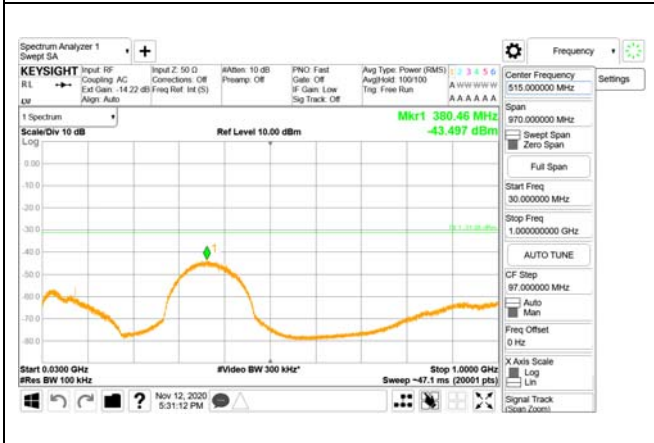 Spectrum Analyzer 1
Swept SA
+
Frequency
KEYSIGHT
Input: RF
Input Z: 50 Ω
#Atten: 10 dB
PNO: Fast
Avg Type: Power (RMS)
1 2 3 4 5 6
RL
Coupling: AC
Corrections: Off
Preamp: Off
Gate: Off
Avg|Hold: 100/100
A W W W W W
Ext Gain: -14.22 dB
Freq Ref: Int (S)
IF Gain: Low
Trig: Free Run
Align: Auto
Sig Track: Off
A A A A A A
1 Spectrum
Mkr1 380.46 MHz
Scale/Div 10 dB
Ref Level 10.00 dBm
-43.497 dBm
Log
0.00
-10.0
-20.0
-30.0
-40.0
-50.0
-60.0
-70.0
-80.0
1
Start 0.0300 GHz
#Video BW 300 kHz*
Stop 1.0000 GHz
#Res BW 100 kHz
Sweep ~47.1 ms (20001 pts)
?
Nov 12, 2020
5:31:12 PM
Center Frequency
515.000000 MHz
Settings
Span
970.000000 MHz
Swept Span
Zero Span
Full Span
Start Freq
30.000000 MHz
Stop Freq
1.000000000 GHz
AUTO TUNE
CF Step
97.000000 MHz
Auto
Man
Freq Offset
0 Hz
X Axis Scale
Log
Lin
Signal Track
(Span Zoom)